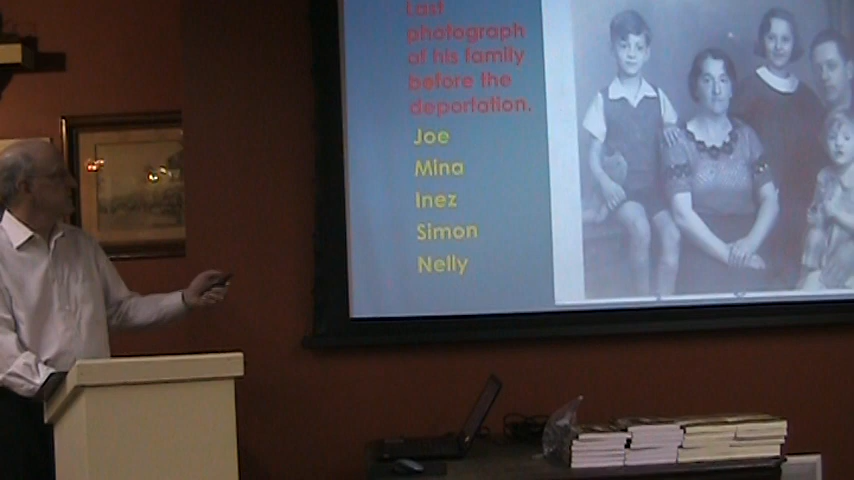 Last
photograph
of his family
before the
deportation.
Joe
Mina
Inez
Simon
Nelly